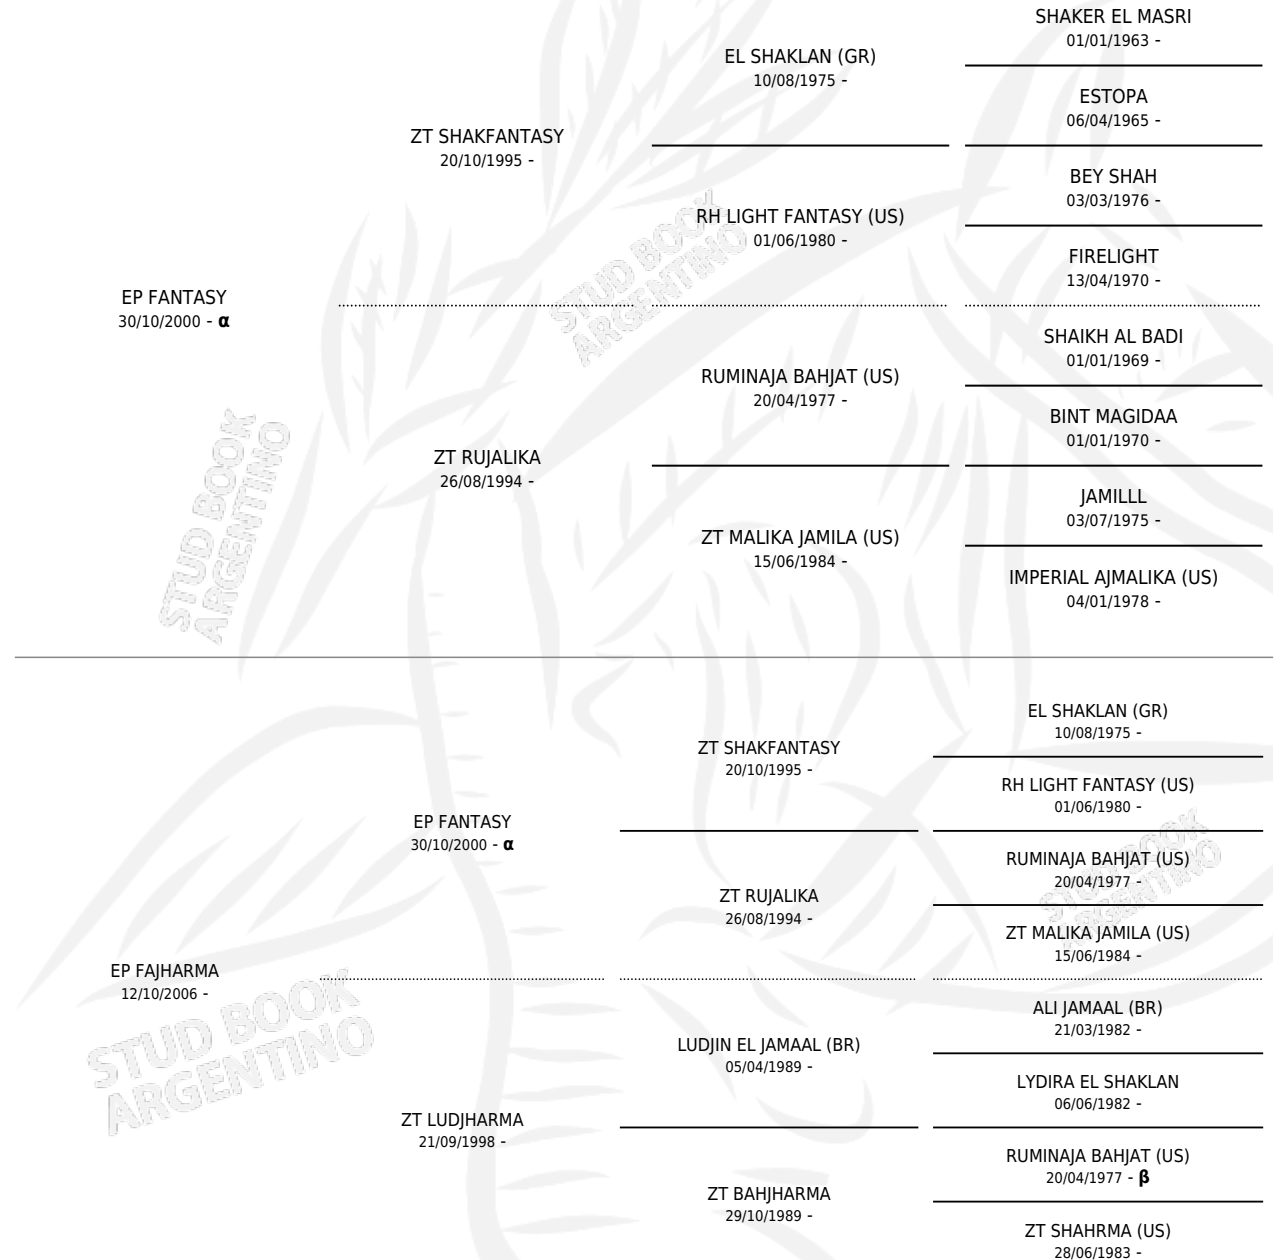 SHAKER EL MASRI
01/01/1963 -
EL SHAKLAN (GR)
10/08/1975 -
ESTOPA
06/04/1965 -
ZT SHAKFANTASY
20/10/1995 -
BEY SHAH
03/03/1976 -
RH LIGHT FANTASY (US)
01/06/1980 -
FIRELIGHT
13/04/1970 -
EP FANTASY
30/10/2000 - α
SHAIKH AL BADI
01/01/1969 -
RUMINAJA BAHJAT (US)
20/04/1977 -
BINT MAGIDAA
01/01/1970 -
ZT RUJALIKA
26/08/1994 -
JAMILLL
03/07/1975 -
ZT MALIKA JAMILA (US)
15/06/1984 -
IMPERIAL AJMALIKA (US)
04/01/1978 -
STUD BOOK
ARGENTINO
STUD BOOK
ARGENTINO
EL SHAKLAN (GR)
10/08/1975 -
ZT SHAKFANTASY
20/10/1995 -
RH LIGHT FANTASY (US)
01/06/1980 -
EP FANTASY
30/10/2000 - α
RUMINAJA BAHJAT (US)
20/04/1977 -
ZT RUJALIKA
26/08/1994 -
ZT MALIKA JAMILA (US)
15/06/1984 -
EP FAJHARMA
12/10/2006 -
ALI JAMAAL (BR)
21/03/1982 -
LUDJIN EL JAMAAL (BR)
05/04/1989 -
LYDIRA EL SHAKLAN
06/06/1982 -
ZT LUDJHARMA
21/09/1998 -
RUMINAJA BAHJAT (US)
20/04/1977 - β
ZT BAHJHARMA
29/10/1989 -
ZT SHAHRMA (US)
28/06/1983 -
STUD BOOK
ARGENTINO
STUD BOOK
ARGENTINO